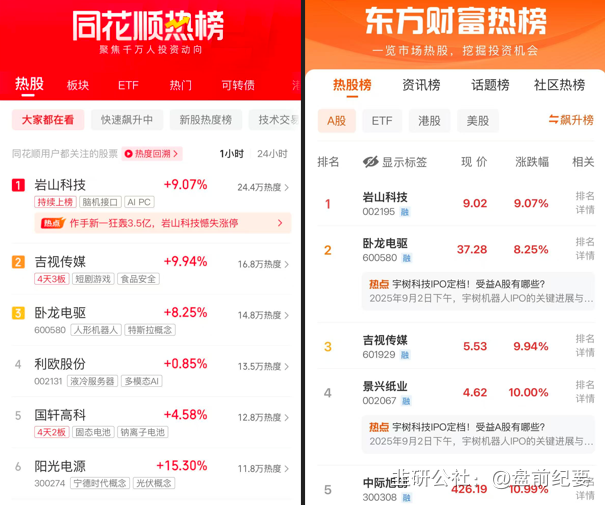 同花顺热榜
聚焦千万人投资动向
热股 板块 ETF 热门 可转债
大家都在看 快速飙升中 新股热度榜 技术交易
同花顺用户都关注的股票 热度回溯 1小时 24小时
1 岩山科技 +9.07% 24.4万热度
持续上榜 脑机接口 AI PC
热点 作手新一狂轰3.5亿，岩山科技憾失涨停
2 吉视传媒 +9.94% 16.8万热度
4天3板 短剧游戏 食品安全
3 卧龙电驱 +8.25% 14.8万热度
600580 人形机器人 特斯拉概念
4 利欧股份 +0.85% 13.5万热度
002131 液冷服务器 多模态AI
5 国轩高科 +4.58% 12.8万热度
4天2板 固态电池 钠离子电池
6 阳光电源 +15.30% 11.8万热度
300274 宁德时代概念 光伏概念
东方财富热榜
一览市场热股，挖掘投资机会
热股榜 资讯榜 话题榜 社区热榜
A股 ETF 港股 美股 飙升榜
排名 显示标签 现价 涨跌幅 相关
1 岩山科技 9.02 9.07% 排名
002195 融 详情
2 卧龙电驱 37.28 8.25% 排名
600580 融 详情
热点 宇树科技IPO定档！受益A股有哪些？
2025年9月2日下午，宇树机器人IPO的关键进展与...
3 吉视传媒 5.53 9.94% 排名
601929 融 详情
4 景兴纸业 4.62 10.00% 排名
002067 融 详情
热点 宇树科技IPO定档！受益A股有哪些？
2025年9月2日下午，宇树机器人IPO的关键进展与...
5 中际旭创 426.19 10.99% 排名
300308 融 详情
@盘前纪要